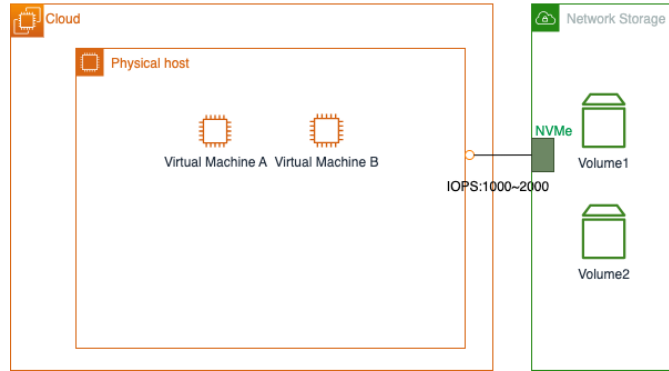 Cloud
Network Storage
Physical host
NVMe
Virtual Machine A
Virtual Machine B
Volume1
IOPS:1000~2000
Volume2